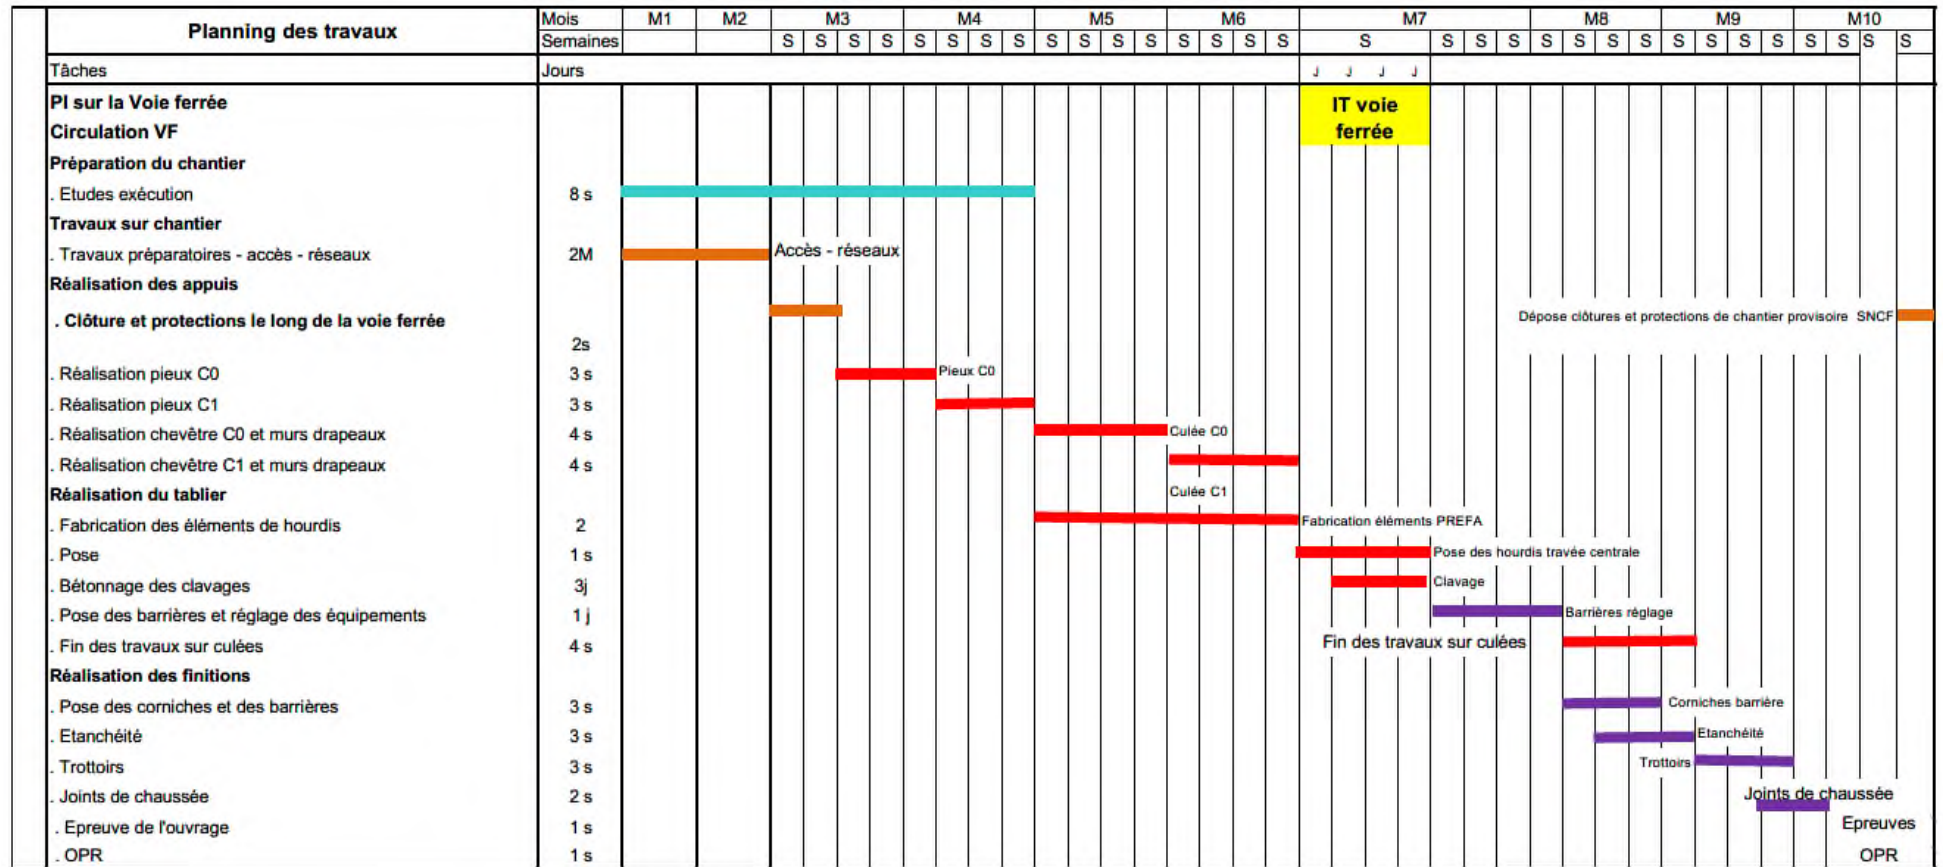 Planning des travaux
Mois M1 M2 M3 M4 M5 M6 M7 M8 M9 M10
Semaines S S S S S S S S S S S S S S S S S S S S S S S S S S S S S S S S
Tâches Jours J J J J
PI sur la Voie ferrée
IT voie
Circulation VF
ferrée
Préparation du chantier
. Etudes exécution 8 s
Travaux sur chantier
. Travaux préparatoires - accès - réseaux 2M Accès - réseaux
Réalisation des appuis
. Clôture et protections le long de la voie ferrée Dépose clôtures et protections de chantier provisoire SNCF
2s
. Réalisation pieux C0 3 s Pieux C0
. Réalisation pieux C1 3 s
. Réalisation chevêtre C0 et murs drapeaux 4 s Culée C0
. Réalisation chevêtre C1 et murs drapeaux 4 s
Réalisation du tablier Culée C1
. Fabrication des éléments de hourdis 2 Fabrication éléments PREFA
. Pose 1 s Pose des hourdis travée centrale
. Bétonnage des clavages 3j Clavage
. Pose des barrières et réglage des équipements 1 j Barrières réglage
. Fin des travaux sur culées 4 s Fin des travaux sur culées
Réalisation des finitions
. Pose des corniches et des barrières 3 s Corniches barrière
. Etanchéité 3 s Etanchéité
. Trottoirs 3 s Trottoirs
. Joints de chaussée 2 s Joints de chaussée
. Epreuve de l'ouvrage 1 s Epreuves
. OPR 1 s OPR